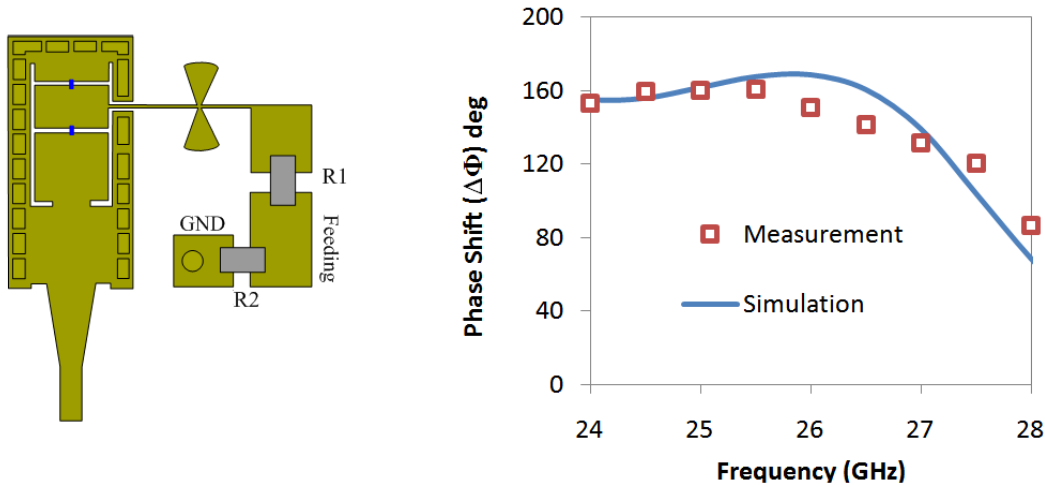 R1
GND
Feeding
R2
Phase Shift (ΔΦ) deg
200
160
120
80
40
0
Measurement
Simulation
24 25 26 27 28
Frequency (GHz)